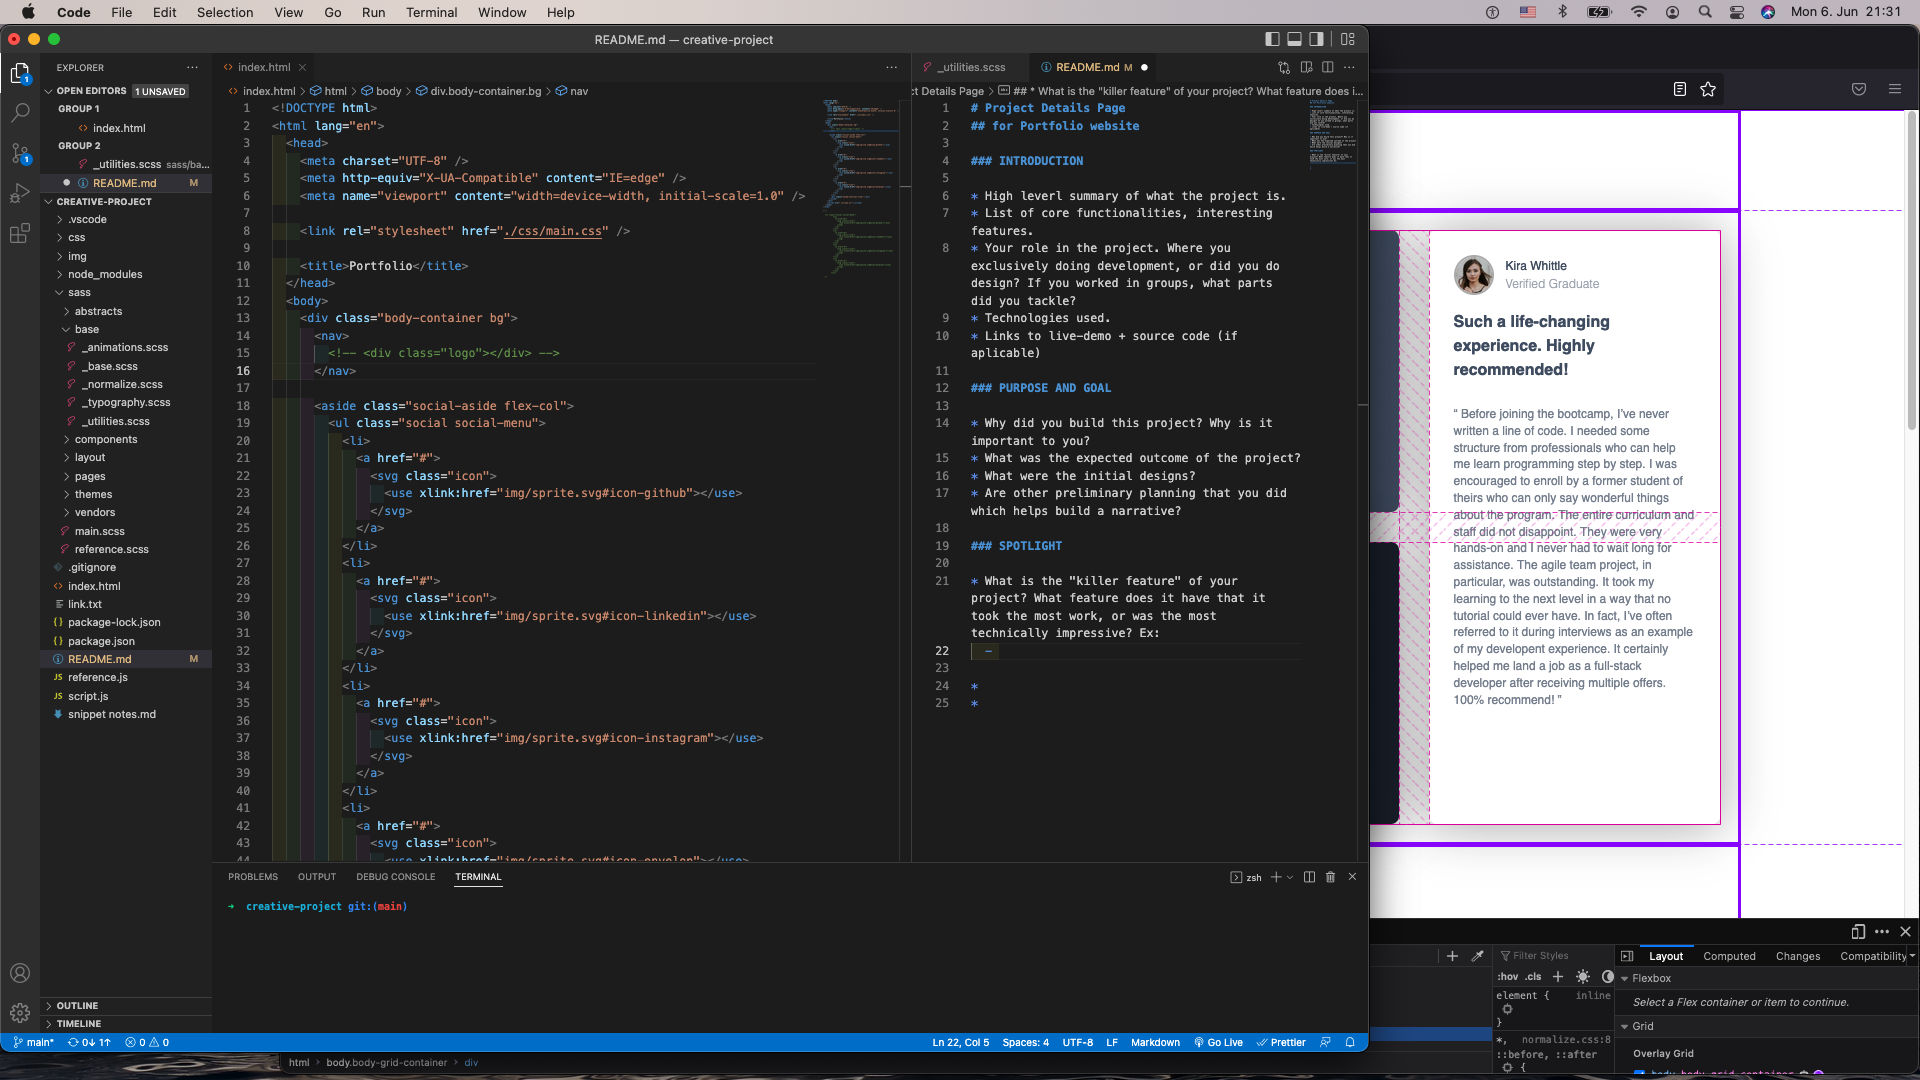 Code File Edit Selection View Go Run Terminal Window Help
Mon 6. Jun 21:31
README.md — creative-project
EXPLORER
OPEN EDITORS 1 UNSAVED
GROUP 1
index.html
GROUP 2
_utilities.scss sass/ba...
README.md M
CREATIVE-PROJECT
.vscode
css
img
node_modules
sass
abstracts
base
_animations.scss
_base.scss
_normalize.scss
_typography.scss
_utilities.scss
components
layout
pages
themes
vendors
main.scss
reference.scss
.gitignore
index.html
link.txt
package-lock.json
package.json
README.md M
reference.js
script.js
snippet notes.md
OUTLINE
TIMELINE
index.html
index.html > html > body > div.body-container.bg > nav
1 <!DOCTYPE html>
2 <html lang="en">
3 <head>
4 <meta charset="UTF-8" />
5 <meta http-equiv="X-UA-Compatible" content="IE=edge" />
6 <meta name="viewport" content="width=device-width, initial-scale=1.0" />
7
8 <link rel="stylesheet" href="./css/main.css" />
9
10 <title>Portfolio</title>
11 </head>
12 <body>
13 <div class="body-container bg">
14 <nav>
15 <!-- <div class="logo"></div> -->
16 </nav>
17
18 <aside class="social-aside flex-col">
19 <ul class="social social-menu">
20 <li>
21 <a href="#">
22 <svg class="icon">
23 <use xlink:href="img/sprite.svg#icon-github"></use>
24 </svg>
25 </a>
26 </li>
27 <li>
28 <a href="#">
29 <svg class="icon">
30 <use xlink:href="img/sprite.svg#icon-linkedin"></use>
31 </svg>
32 </a>
33 </li>
34 <li>
35 <a href="#">
36 <svg class="icon">
37 <use xlink:href="img/sprite.svg#icon-instagram"></use>
38 </svg>
39 </a>
40 </li>
41 <li>
42 <a href="#">
43 <svg class="icon">
44 <use xlink:href="img/sprite.svg#icon-envelop"></use>
_utilities.scss README.md M
ct Details Page > ## * What is the "killer feature" of your project? What feature does i...
1 # Project Details Page
2 ## for Portfolio website
3
4 ### INTRODUCTION
5
6 * High leverl summary of what the project is.
7 * List of core functionalities, interesting
features.
8 * Your role in the project. Where you
exclusively doing development, or did you do
design? If you worked in groups, what parts
did you tackle?
9 * Technologies used.
10 * Links to live-demo + source code (if
aplicable)
11
12 ### PURPOSE AND GOAL
13
14 * Why did you build this project? Why is it
important to you?
15 * What was the expected outcome of the project?
16 * What were the initial designs?
17 * Are other preliminary planning that you did
which helps build a narrative?
18
19 ### SPOTLIGHT
20
21 * What is the "killer feature" of your
project? What feature does it have that it
took the most work, or was the most
technically impressive? Ex:
22 -
23
24 *
25 *
PROBLEMS OUTPUT DEBUG CONSOLE TERMINAL
zsh
➜ creative-project git:(main)
main* 0↓ 1↑ 0 0
Ln 22, Col 5 Spaces: 4 UTF-8 LF Markdown Go Live Prettier
html > body.body-grid-container > div
Kira Whittle
Verified Graduate
Such a life-changing
experience. Highly
recommended!
“ Before joining the bootcamp, I’ve never
written a line of code. I needed some
structure from professionals who can help
me learn programming step by step. I was
encouraged to enroll by a former student of
theirs who can only say wonderful things
about the program. The entire curriculum and
staff did not disappoint. They were very
hands-on and I never had to wait long for
assistance. The agile team project, in
particular, was outstanding. It took my
learning to the next level in a way that no
tutorial could ever have. In fact, I’ve often
referred to it during interviews as an example
of my developent experience. It certainly
helped me land a job as a full-stack
developer after receiving multiple offers.
100% recommend! ”
Filter Styles
:hov .cls
element { inline
}
*, normalize.css:8
::before, ::after
{
Layout Computed Changes Compatibility
Flexbox
Select a Flex container or item to continue.
Grid
Overlay Grid
body.body-grid-container